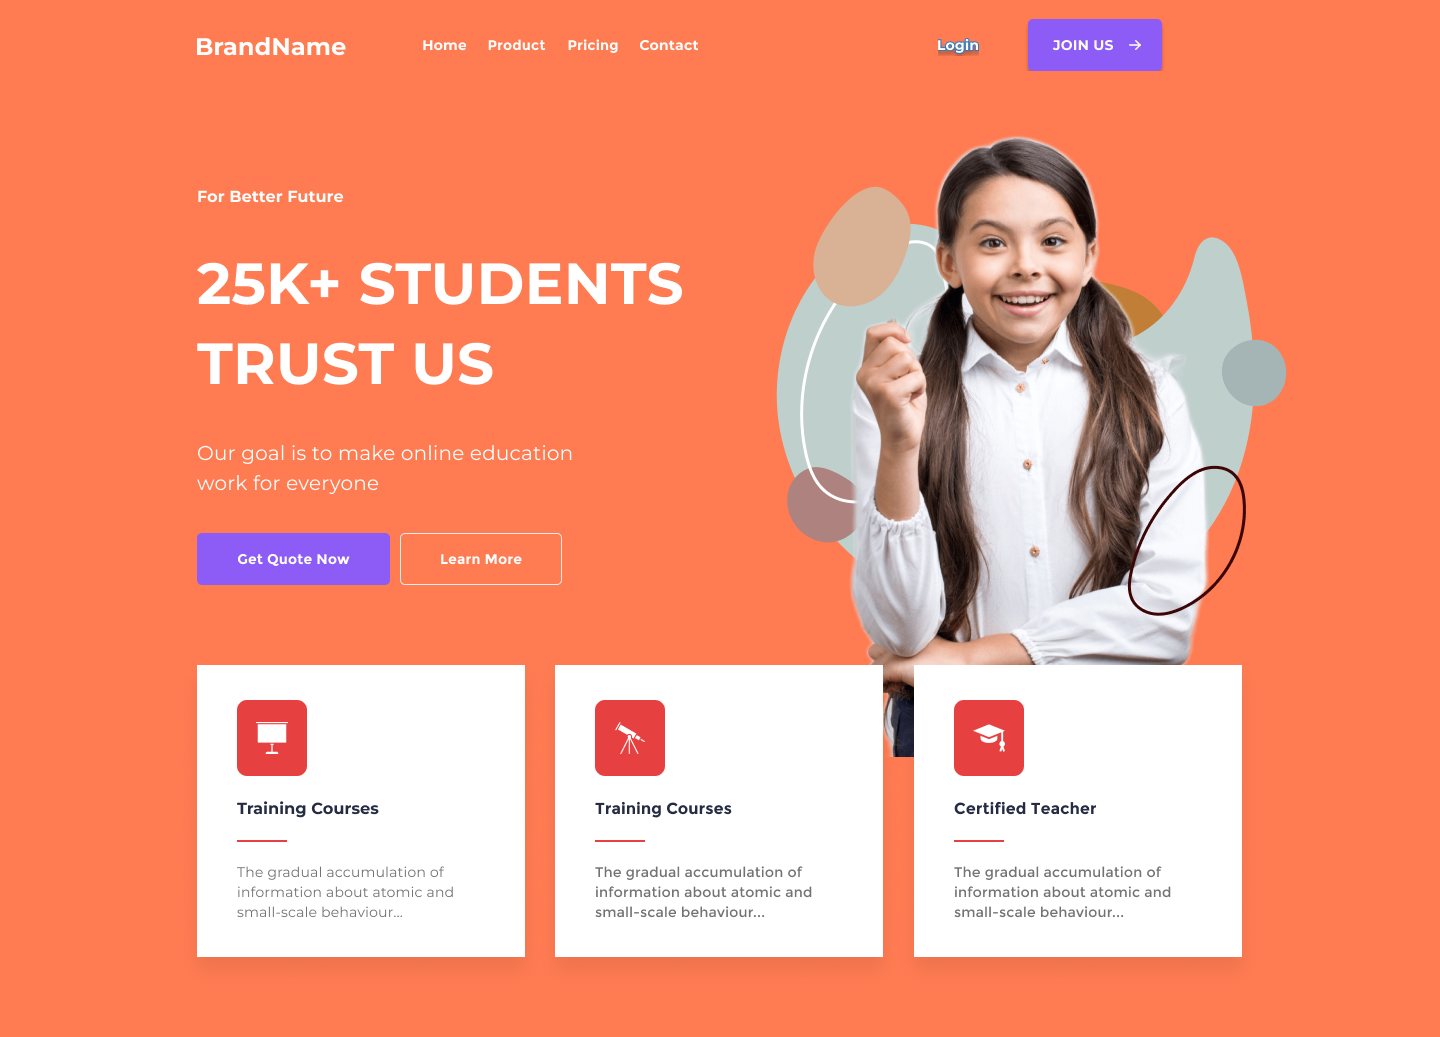 BrandName
Home Product Pricing Contact
Login
JOIN US
For Better Future
25K+ STUDENTS
TRUST US
Our goal is to make online education
work for everyone
Get Quote Now
Learn More
Training Courses
The gradual accumulation of
information about atomic and
small-scale behaviour...
Training Courses
The gradual accumulation of
information about atomic and
small-scale behaviour...
Certified Teacher
The gradual accumulation of
information about atomic and
small-scale behaviour...